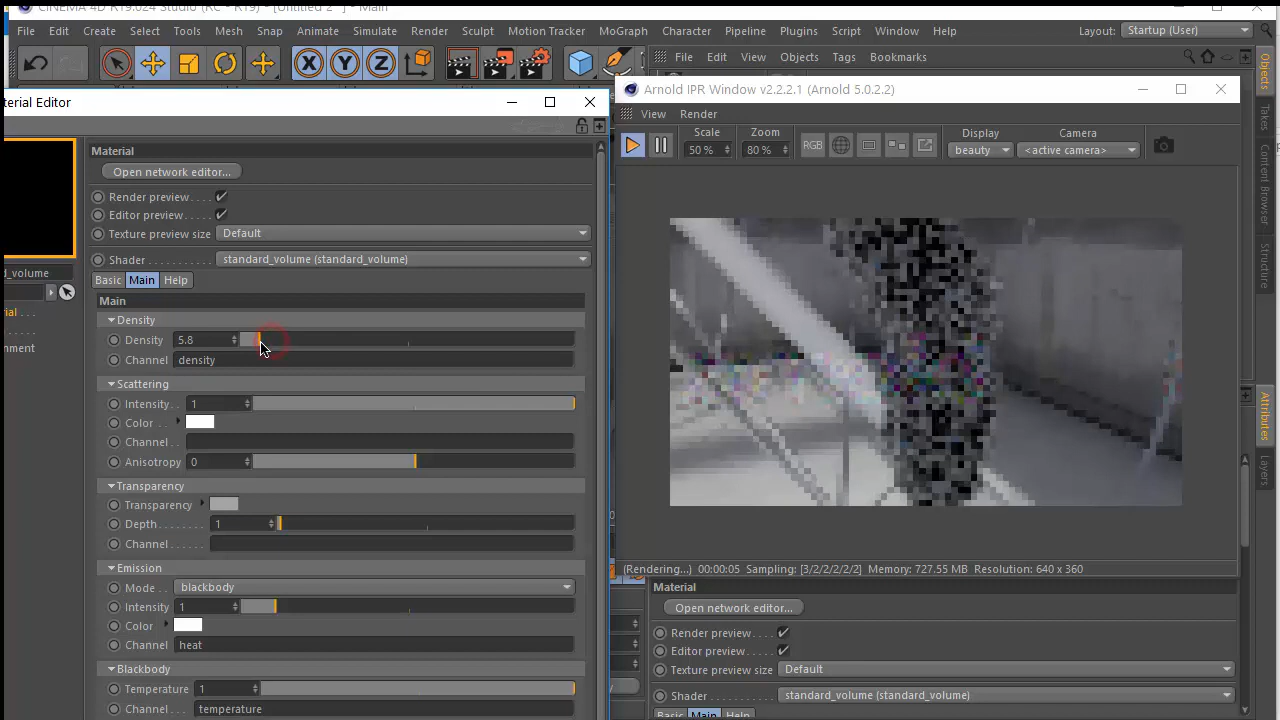 CINEMA 4D R19.024 Studio (RC - R19) - [Untitled 2 *] - Main
File Edit Create Select Tools Mesh Snap Animate Simulate Render Sculpt Motion Tracker MoGraph Character Pipeline Plugins Script Window Help Layout: Startup (User)
File Edit View Objects Tags Bookmarks
terial Editor
Arnold IPR Window v2.2.2.1 (Arnold 5.0.2.2)
View Render
Scale Zoom Display Camera
50 % 80 % RGB beauty <active camera>
Material
Open network editor...
Render preview
Editor preview
Texture preview size Default
Shader standard_volume (standard_volume)
d_volume
Basic Main Help
Main
Density
Density 5.8
Channel density
Scattering
Intensity 1
Color
Channel
Anisotropy 0
Transparency
Transparency
Depth 1
Channel
Emission
Mode blackbody
Intensity 1
Color
Channel heat
Blackbody
Temperature 1
Channel temperature
ial
nment
(Rendering...) 00:00:05 Sampling: [3/2/2/2/2/2] Memory: 727.55 MB Resolution: 640 x 360
Material
Open network editor...
Render preview
Editor preview
Texture preview size Default
Shader standard_volume (standard_volume)
Basic Main Help
Objects
Takes
Content Browser
Structure
Attributes
Layers